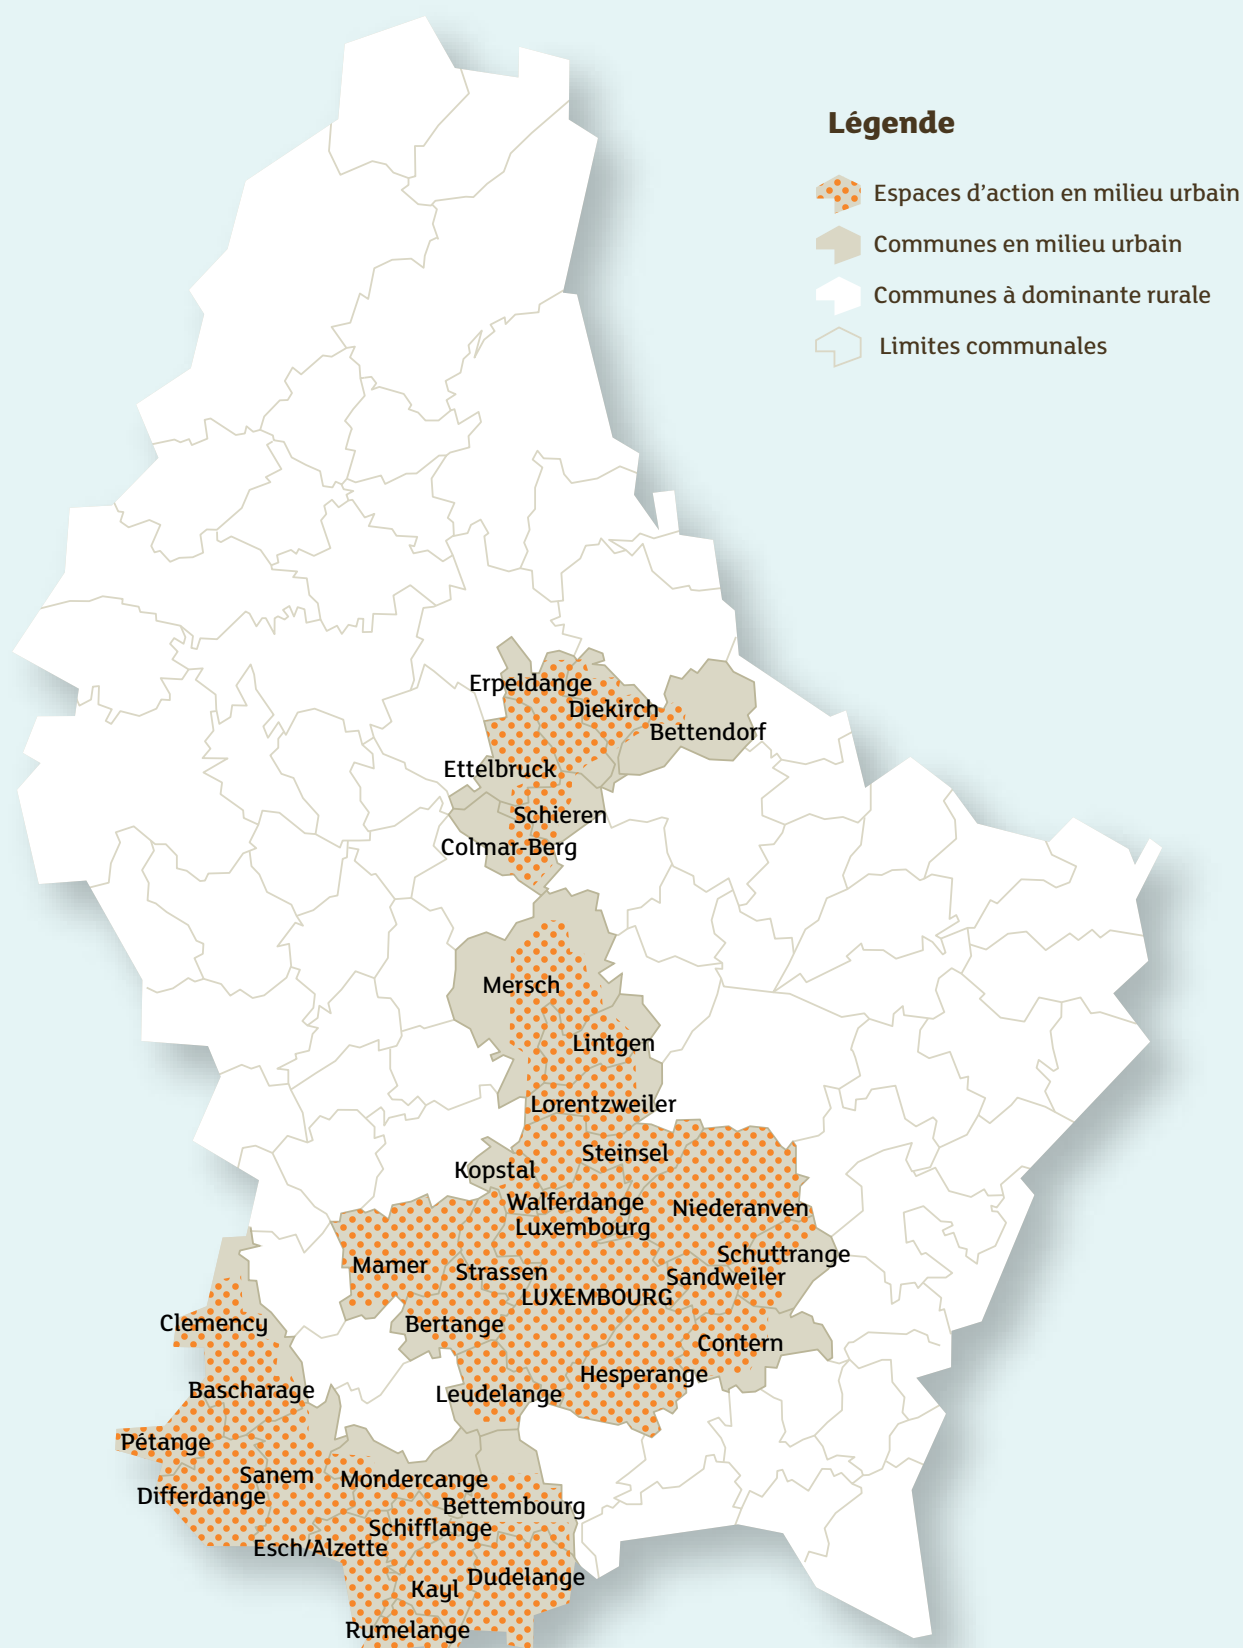 Légende
Espaces d'action en milieu urbain
Communes en milieu urbain
Communes à dominante rurale
Limites communales
Erpeldange
Diekirch
Bettendorf
Ettelbruck
Schieren
Colmar-Berg
Mersch
Lintgen
Lorentzweiler
Steinsel
Kopstal
Walferdange
Niederanven
Luxembourg
Schuttrange
Mamer
Strassen
Sandweiler
LUXEMBOURG
Clemency
Bertange
Contern
Hesperange
Bascharage
Leudelange
Pétange
Sanem
Mondercange
Differdange
Bettembourg
Schifflange
Esch/Alzette
Dudelange
Kayl
Rumelange